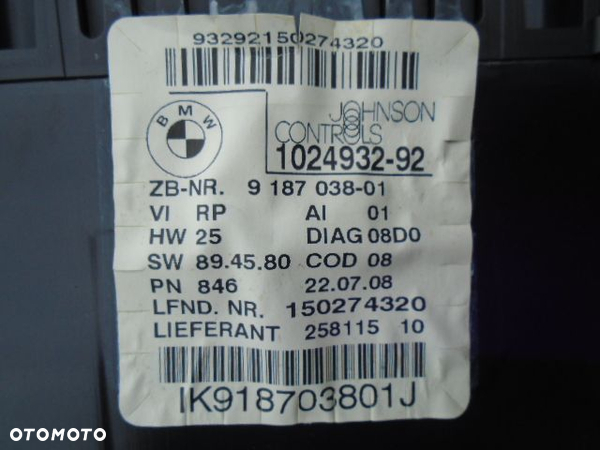 93292150274320
BMW
JOHNSON
CONTROLS
1024932-92
ZB-NR. 9 187 038-01
VI RP AI 01
HW 25 DIAG 08D0
SW 89.45.80 COD 08
PN 846 22.07.08
LFND. NR. 150274320
LIEFERANT 258115 10
IK918703801J
OTOMOTO